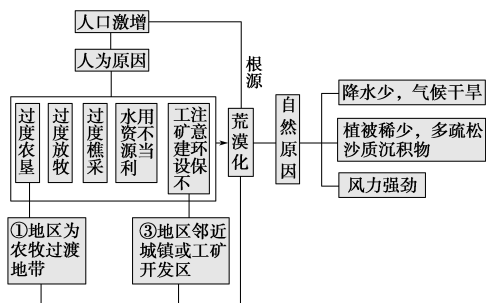 人口激增
人为原因
根源
过度农垦
过度放牧
过度樵采
水资源利
用不当
工矿建设不
注意环保
荒漠化
自然原因
降水少，气候干旱
植被稀少，多疏松
沙质沉积物
风力强劲
①地区为
农牧过渡
地带
③地区邻近
城镇或工矿
开发区